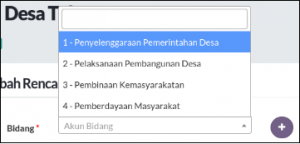 Desa T
1 - Penyelenggaraan Pemerintahan Desa
2 - Pelaksanaan Pembangunan Desa
3 - Pembinaan Kemasyarakatan
4 - Pemberdayaan Masyarakat
bah Renca
Bidang *
Akun Bidang